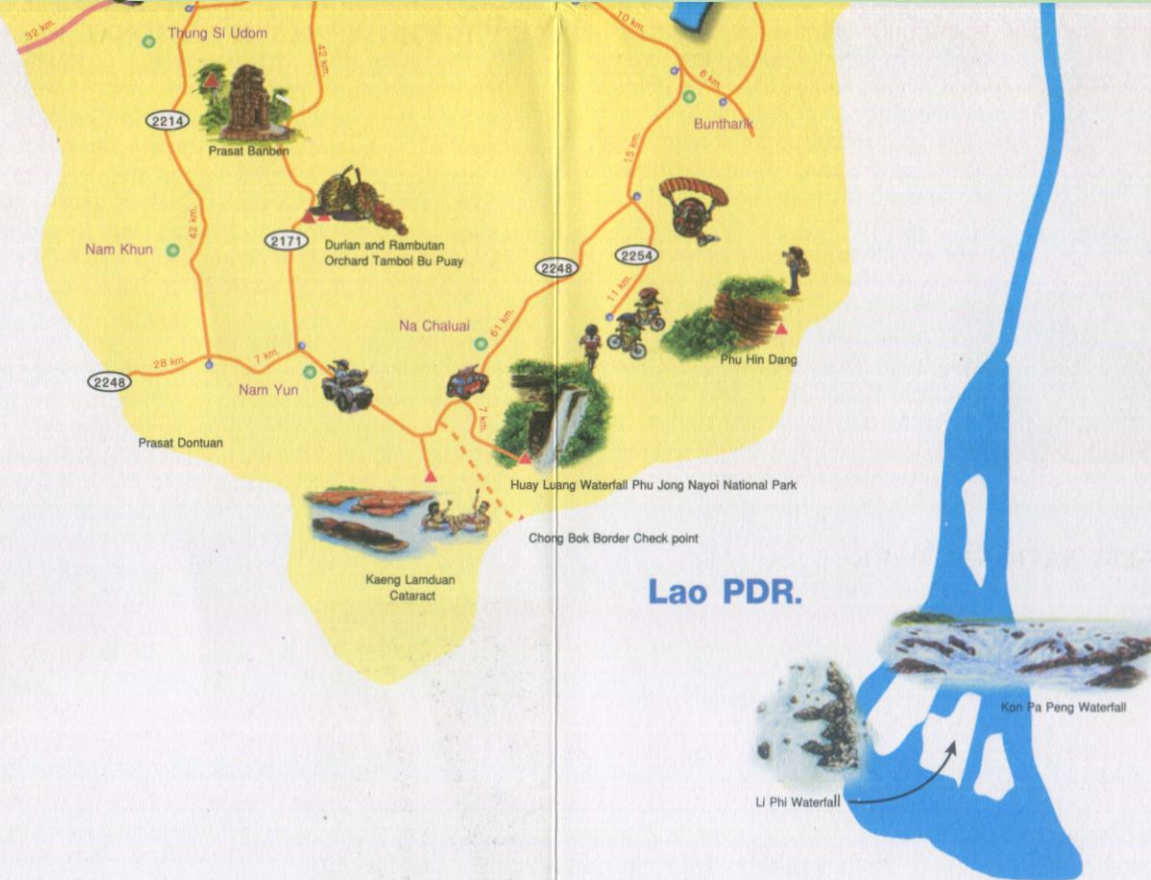 32 km.
Thung Si Udom
42 km.
10 km.
6 km.
Buntharik
2214
Prasat Banben
15 km.
42 km.
Nam Khun
2171
Durian and Rambutan
Orchard Tambol Bu Puay
2248
2254
11 km.
Na Chaluai
61 km.
Phu Hin Dang
28 km.
7 km.
2248
Nam Yun
7 km.
Prasat Dontuan
Huay Luang Waterfall Phu Jong Nayoi National Park
Chong Bok Border Check point
Kaeng Lamduan
Cataract
Lao PDR.
Kon Pa Peng Waterfall
Li Phi Waterfall